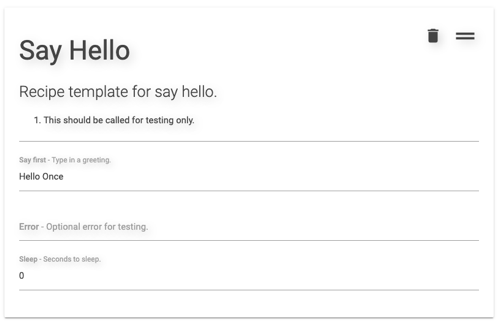 Say Hello
Recipe template for say hello.
1. This should be called for testing only.
Say first - Type in a greeting.
Hello Once
Error - Optional error for testing.
Sleep - Seconds to sleep.
0